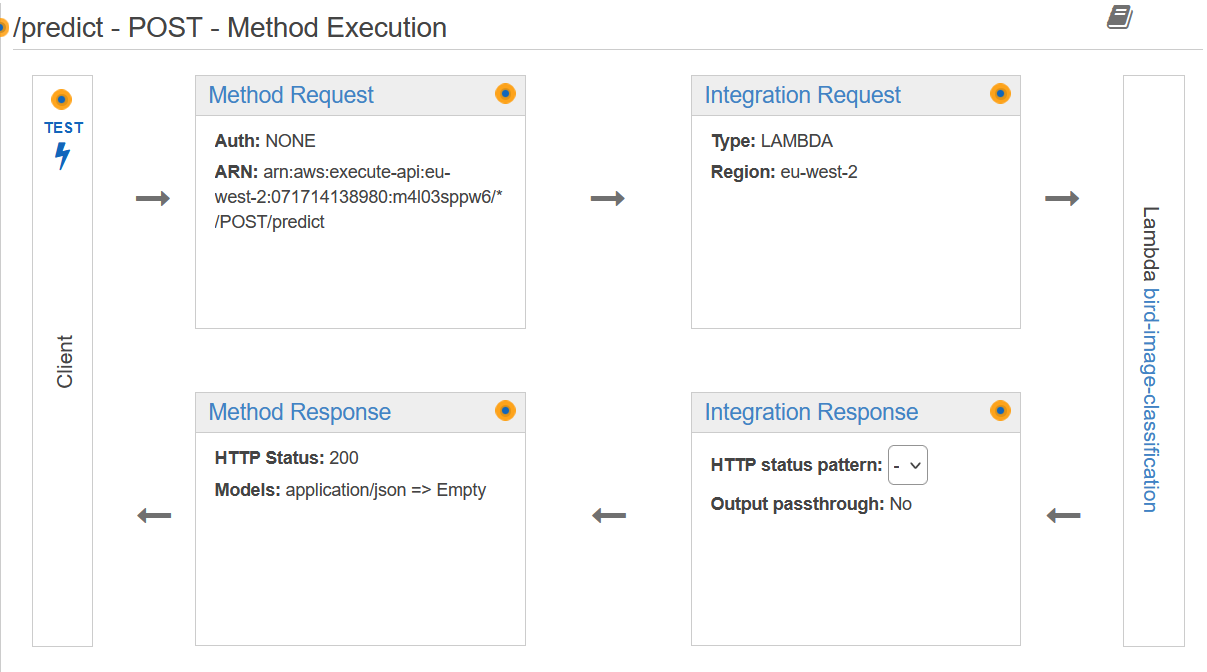 /predict - POST - Method Execution
TEST
Client
Method Request
Auth: NONE
ARN: arn:aws:execute-api:eu-
west-2:071714138980:m4l03sppw6/*
/POST/predict
Integration Request
Type: LAMBDA
Region: eu-west-2
Lambda bird-image-classification
Method Response
HTTP Status: 200
Models: application/json => Empty
Integration Response
HTTP status pattern: -
Output passthrough: No